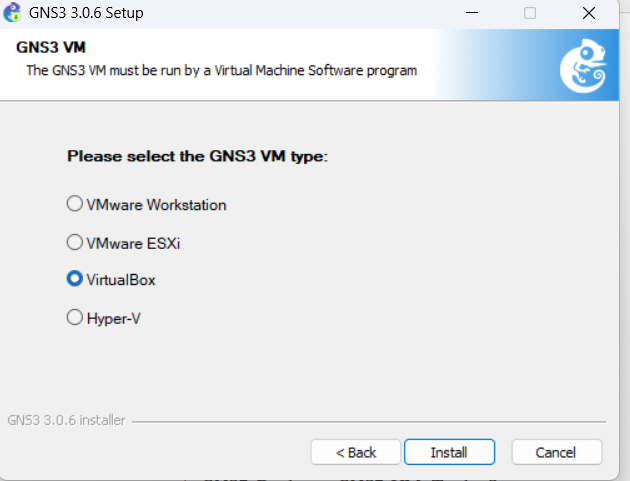 GNS3 3.0.6 Setup
GNS3 VM
The GNS3 VM must be run by a Virtual Machine Software program
Please select the GNS3 VM type:
VMware Workstation
VMware ESXi
VirtualBox
Hyper-V
GNS3 3.0.6 installer
< Back
Install
Cancel